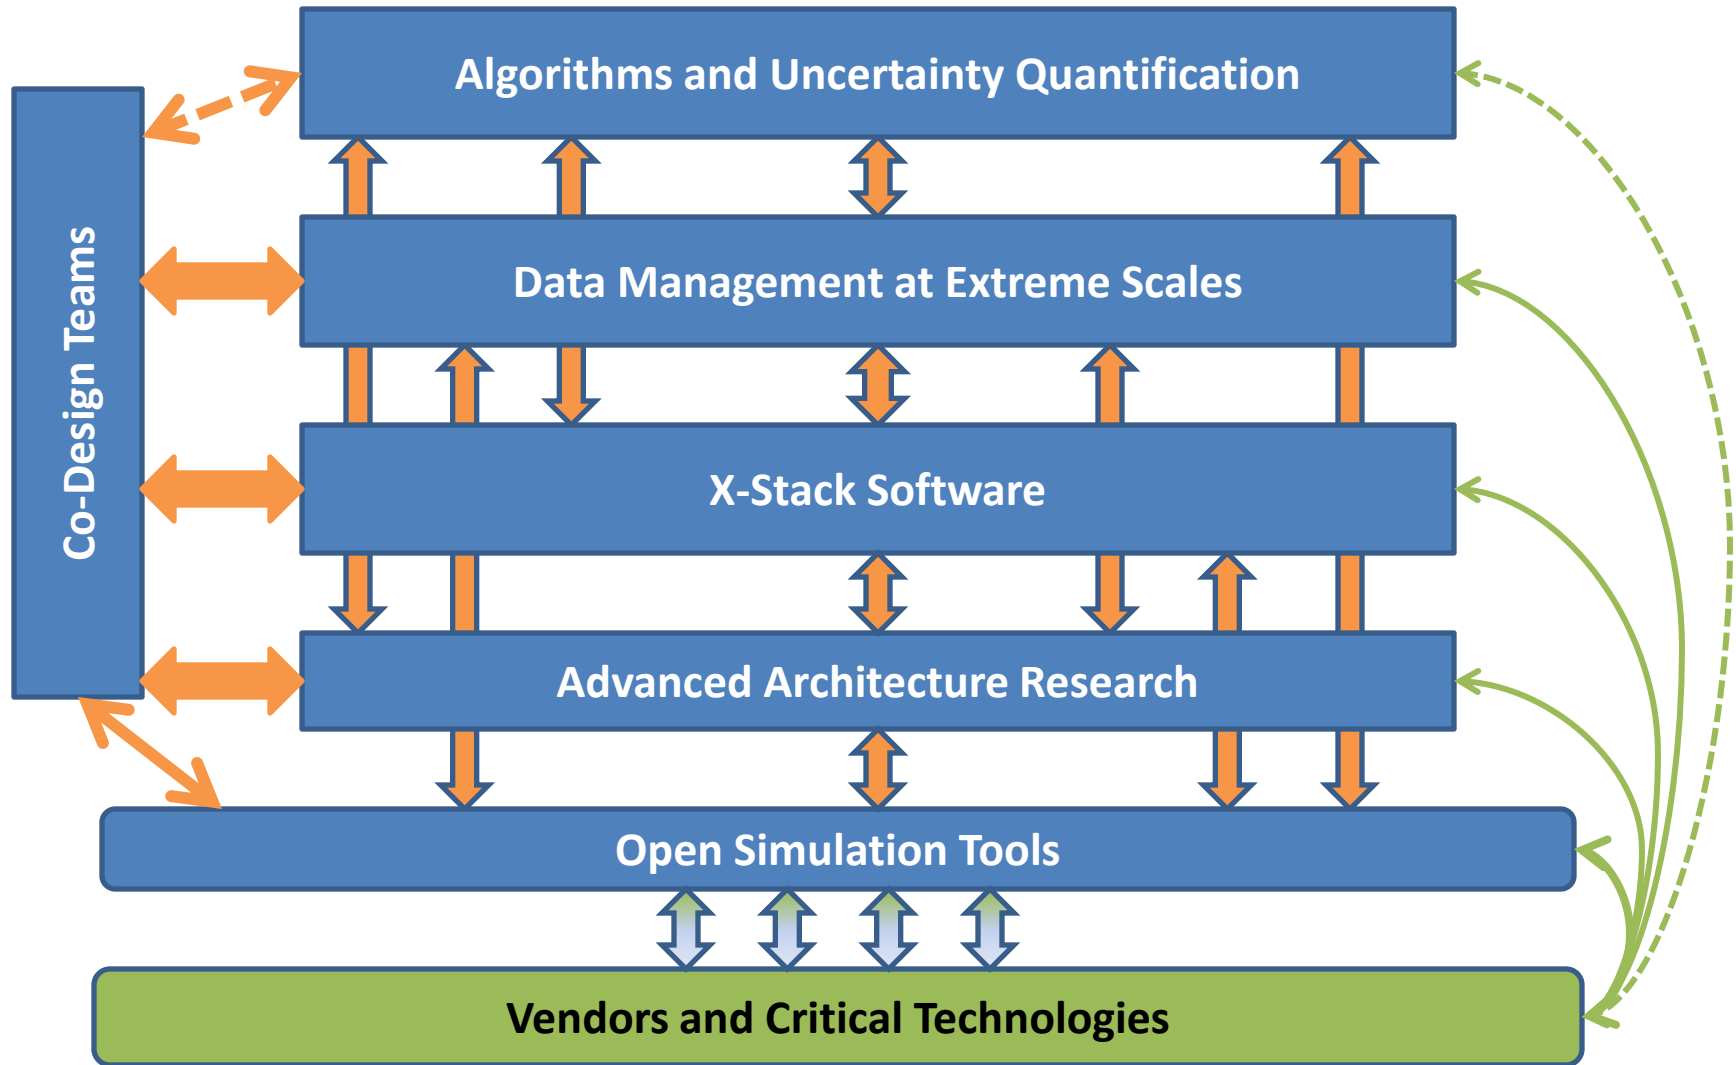 Algorithms and Uncertainty Quantification
Co-Design Teams
Data Management at Extreme Scales
X-Stack Software
Advanced Architecture Research
Open Simulation Tools
Vendors and Critical Technologies